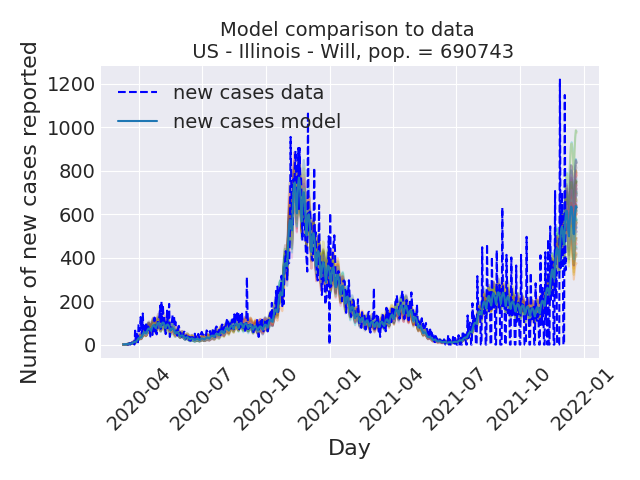 Model comparison to data
US - Illinois - Will, pop. = 690743
Number of new cases reported
1200
1000
800
600
400
200
0
new cases data
new cases model
2020-04
2020-07
2020-10
2021-01
2021-04
2021-07
2021-10
2022-01
Day